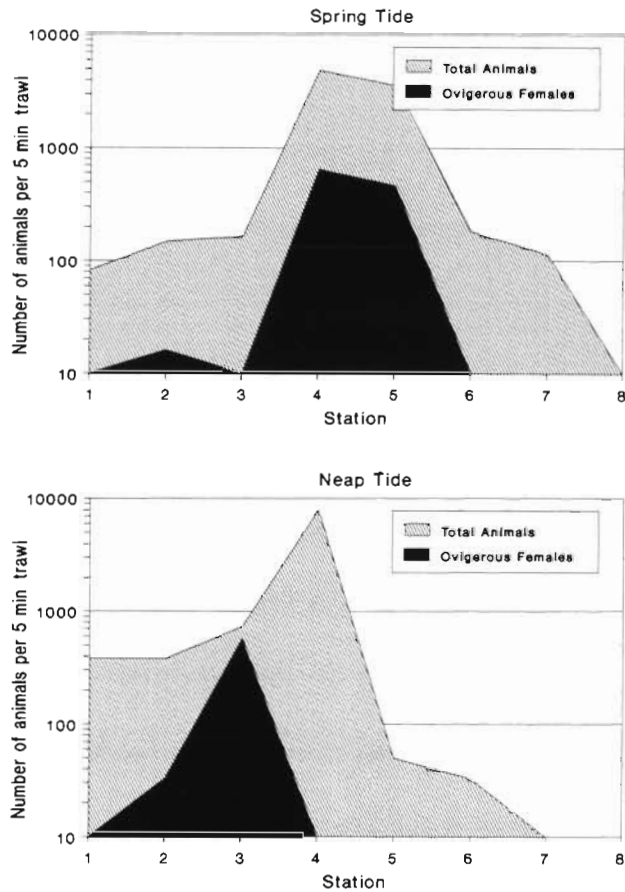 Spring Tide
10000
1000
100
10
Number of animals per 5 min trawl
Total Animals
Ovigerous Females
1 2 3 4 5 6 7 8
Station
Neap Tide
10000
1000
100
10
Number of animals per 5 min trawl
Total Animals
Ovigerous Females
1 2 3 4 5 6 7 8
Station